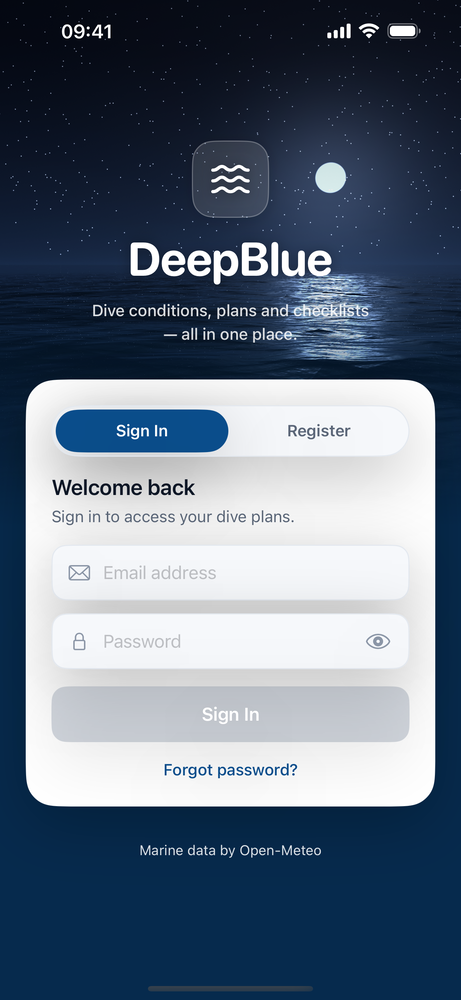 09:41
DeepBlue
Dive conditions, plans and checklists
— all in one place.
Sign In
Register
Welcome back
Sign in to access your dive plans.
Email address
Password
Sign In
Forgot password?
Marine data by Open-Meteo